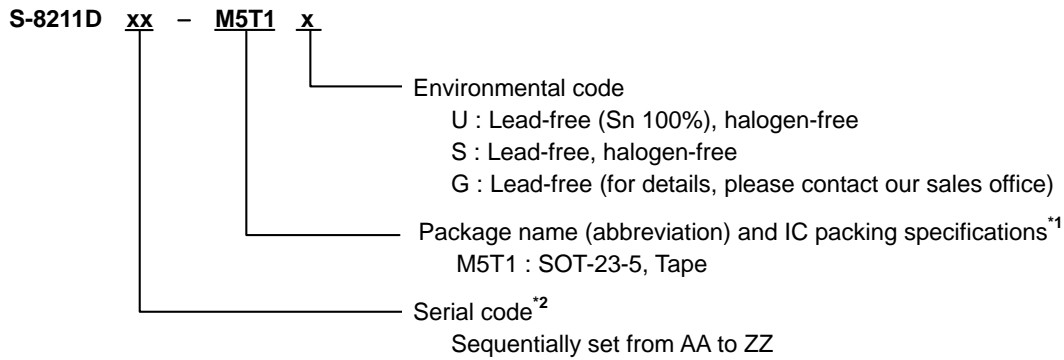 S-8211D xx – M5T1 x
Environmental code
U : Lead-free (Sn 100%), halogen-free
S : Lead-free, halogen-free
G : Lead-free (for details, please contact our sales office)
Package name (abbreviation) and IC packing specifications*1
M5T1 : SOT-23-5, Tape
Serial code*2
Sequentially set from AA to ZZ